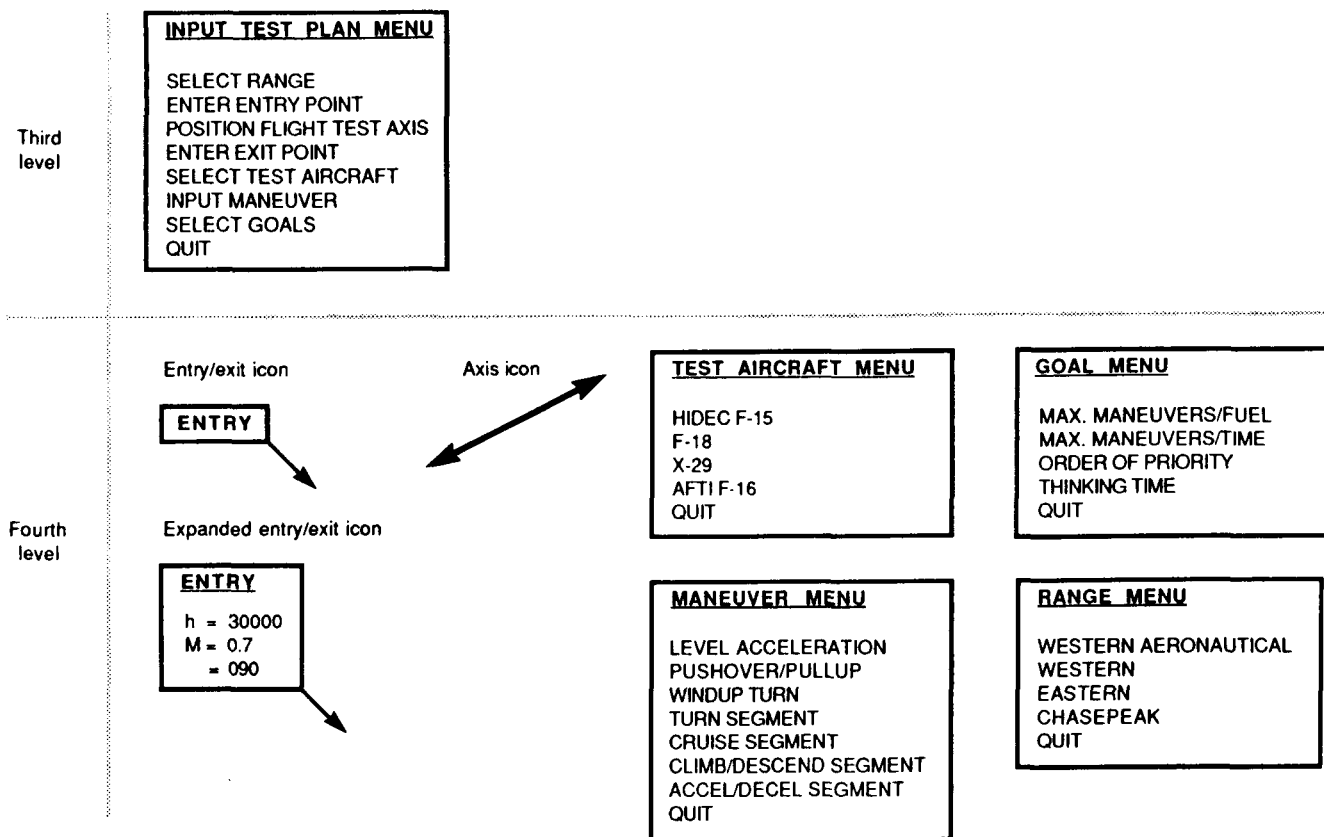 Third
level
INPUT TEST PLAN MENU
SELECT RANGE
ENTER ENTRY POINT
POSITION FLIGHT TEST AXIS
ENTER EXIT POINT
SELECT TEST AIRCRAFT
INPUT MANEUVER
SELECT GOALS
QUIT
Fourth
level
Entry/exit icon
ENTRY
Axis icon
Expanded entry/exit icon
ENTRY
h = 30000
M = 0.7
= 090
TEST AIRCRAFT MENU
HIDEC F-15
F-18
X-29
AFTI F-16
QUIT
GOAL MENU
MAX. MANEUVERS/FUEL
MAX. MANEUVERS/TIME
ORDER OF PRIORITY
THINKING TIME
QUIT
MANEUVER MENU
LEVEL ACCELERATION
PUSHOVER/PULLUP
WINDUP TURN
TURN SEGMENT
CRUISE SEGMENT
CLIMB/DESCEND SEGMENT
ACCEL/DECEL SEGMENT
QUIT
RANGE MENU
WESTERN AERONAUTICAL
WESTERN
EASTERN
CHASEPEAK
QUIT